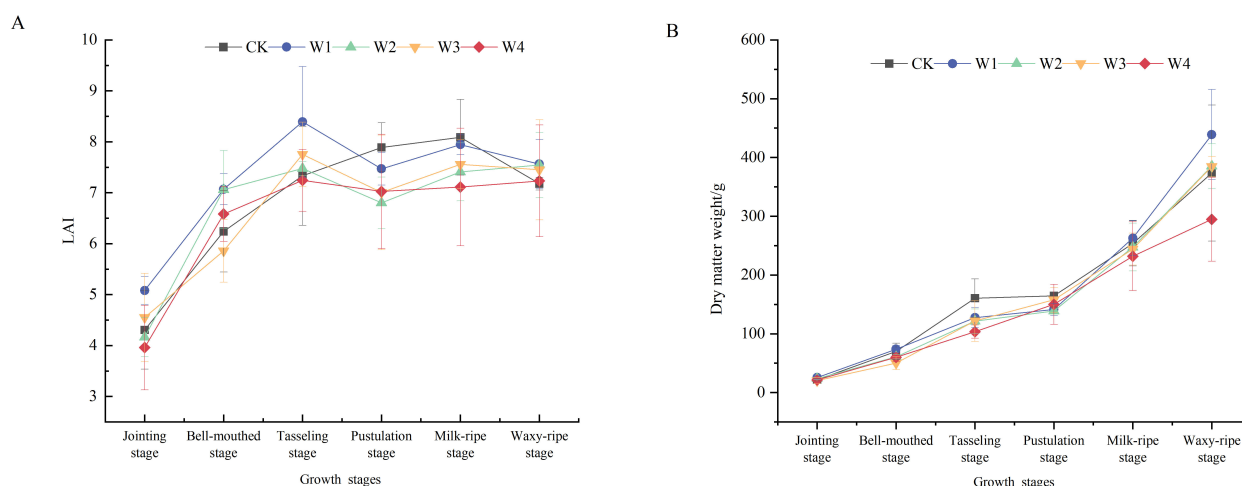 A
CK W1 W2 W3 W4
10
9
8
7
6
5
4
3
LAI
Jointing stage
Bell-mouthed stage
Tasseling stage
Pustulation stage
Milk-ripe stage
Waxy-ripe stage
Growth stages
B
CK W1 W2 W3 W4
600
500
400
300
200
100
0
Dry matter weight/g
Jointing stage
Bell-mouthed stage
Tasseling stage
Pustulation stage
Milk-ripe stage
Waxy-ripe stage
Growth stages